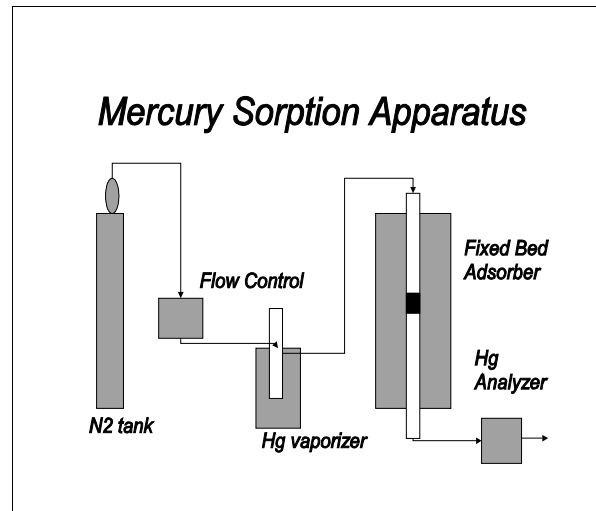 Mercury Sorption Apparatus
Fixed Bed
Adsorber
Flow Control
Hg
Analyzer
N2 tank
Hg vaporizer